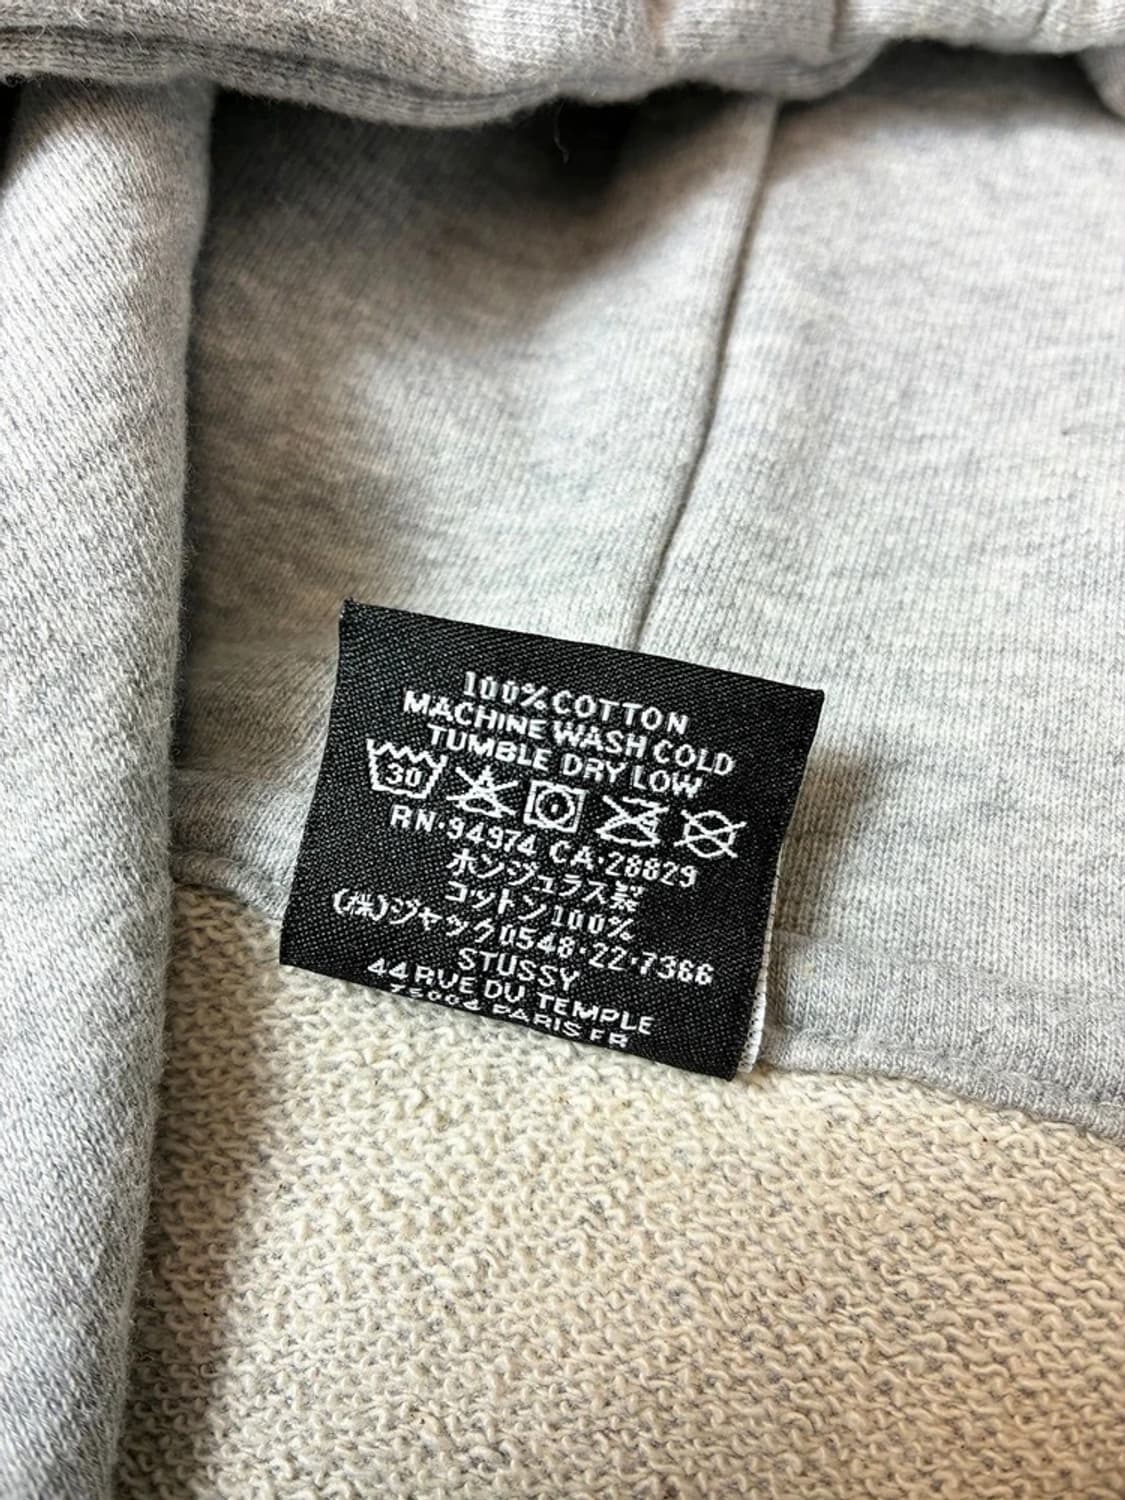 100%COTTON
MACHINE WASH COLD
TUMBLE DRY LOW
30
RN·94974 CA·28829
ホンジュラス製
コットン100%
(株)ジャック0548·22·7366
STUSSY
44 RUE DU TEMPLE
75004 PARIS FR